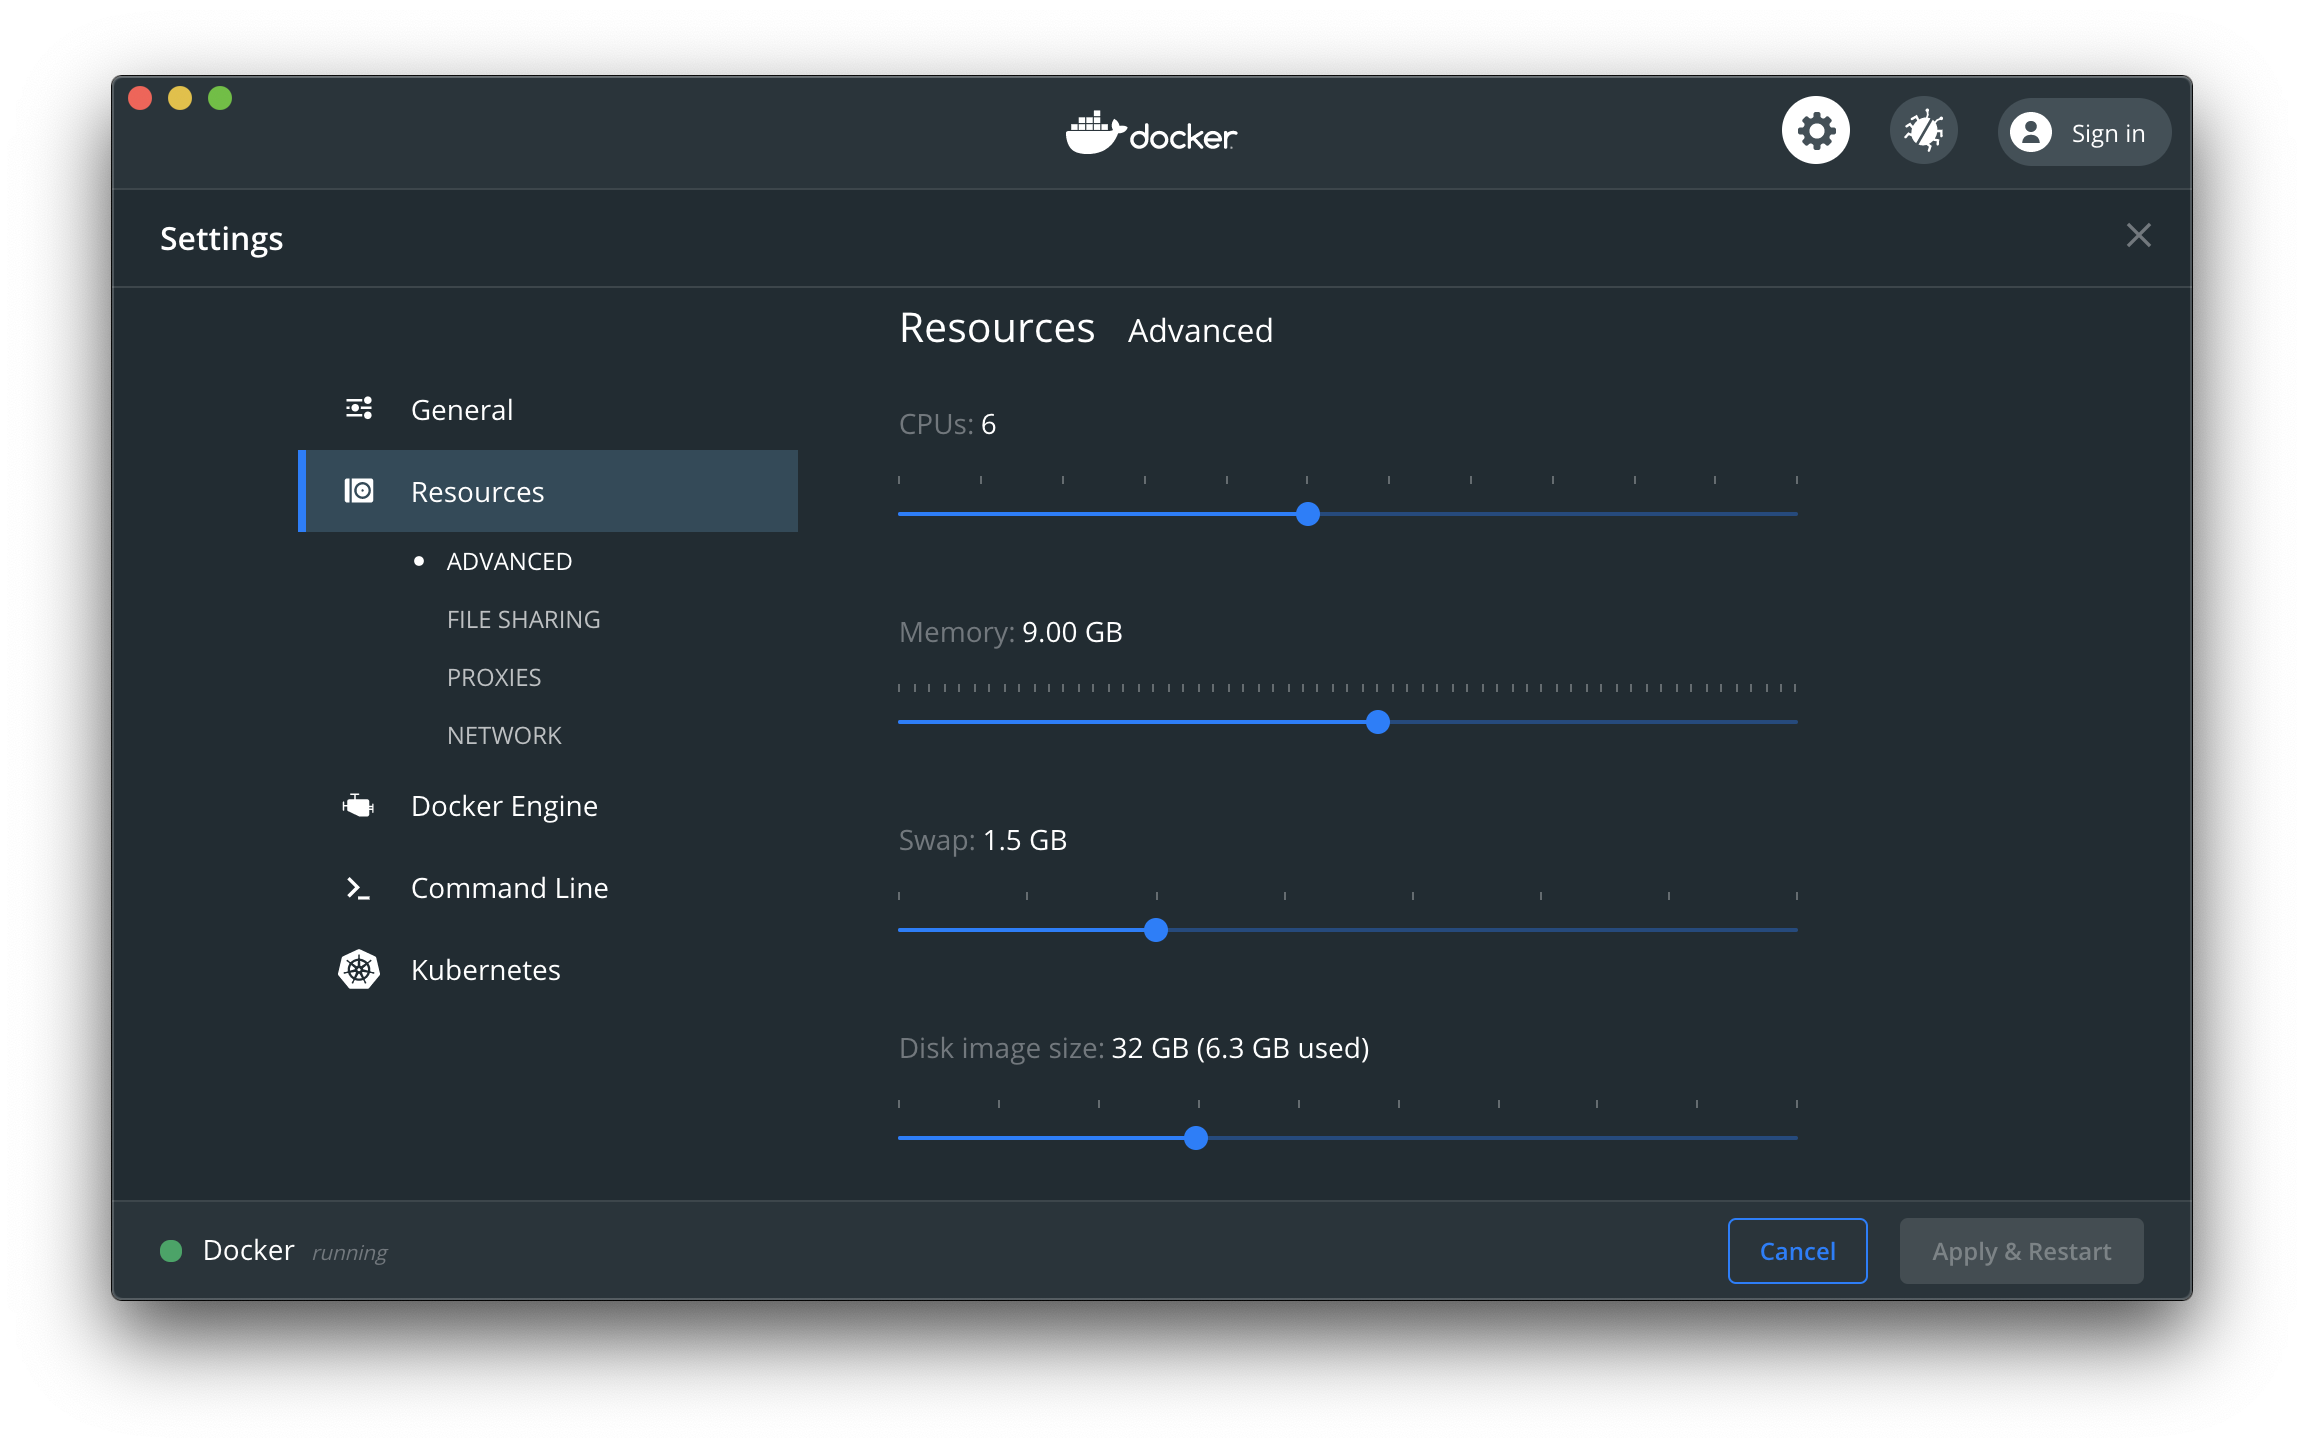 docker
Sign in
Settings
Resources Advanced
General
Resources
ADVANCED
FILE SHARING
PROXIES
NETWORK
Docker Engine
Command Line
Kubernetes
CPUs: 6
Memory: 9.00 GB
Swap: 1.5 GB
Disk image size: 32 GB (6.3 GB used)
Docker running
Cancel
Apply & Restart